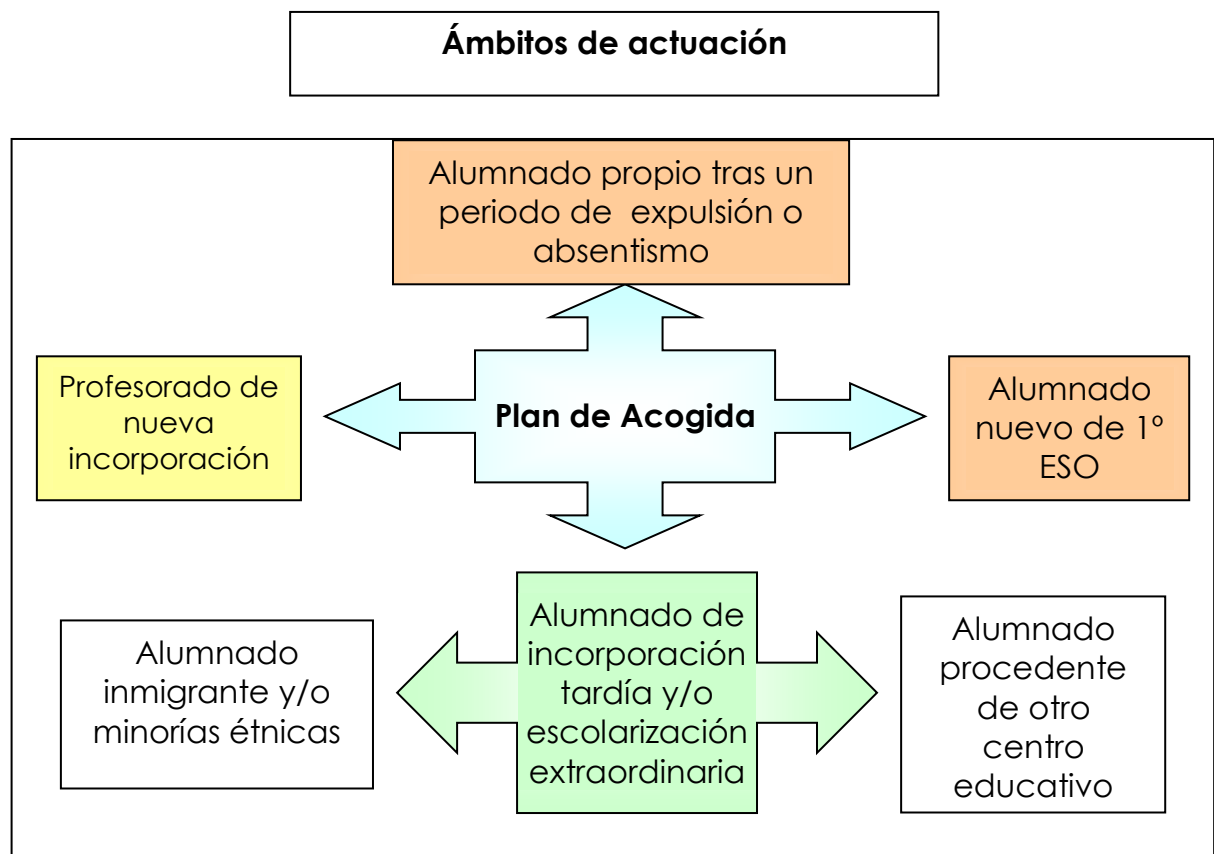 Ámbitos de actuación
Alumnado propio tras un
periodo de expulsión o
absentismo
Profesorado de
nueva
incorporación
Plan de Acogida
Alumnado
nuevo de 1º
ESO
Alumnado
inmigrante y/o
minorías étnicas
Alumnado de
incorporación
tardía y/o
escolarización
extraordinaria
Alumnado
procedente
de otro
centro
educativo